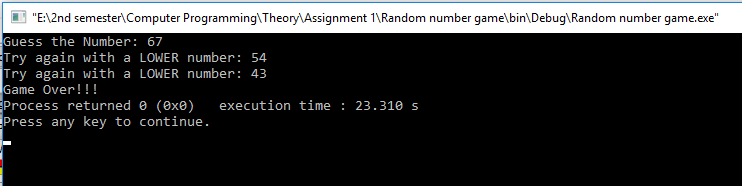 "E:\2nd semester\Computer Programming\Theory\Assignment 1\Random number game\bin\Debug\Random number game.exe"
Guess the Number: 67
Try again with a LOWER number: 54
Try again with a LOWER number: 43
Game Over!!!
Process returned 0 (0x0)   execution time : 23.310 s
Press any key to continue.